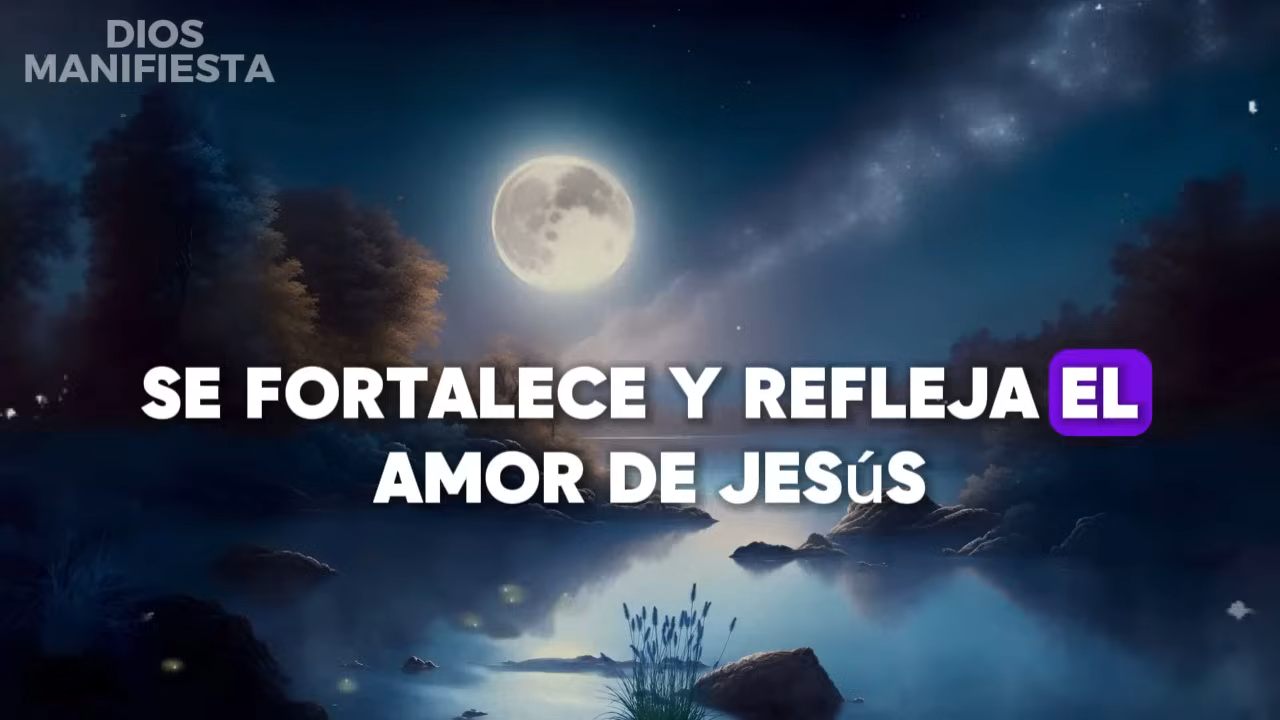 DIOS
MANIFIESTA
SE FORTALECE Y REFLEJA EL
AMOR DE JESúS